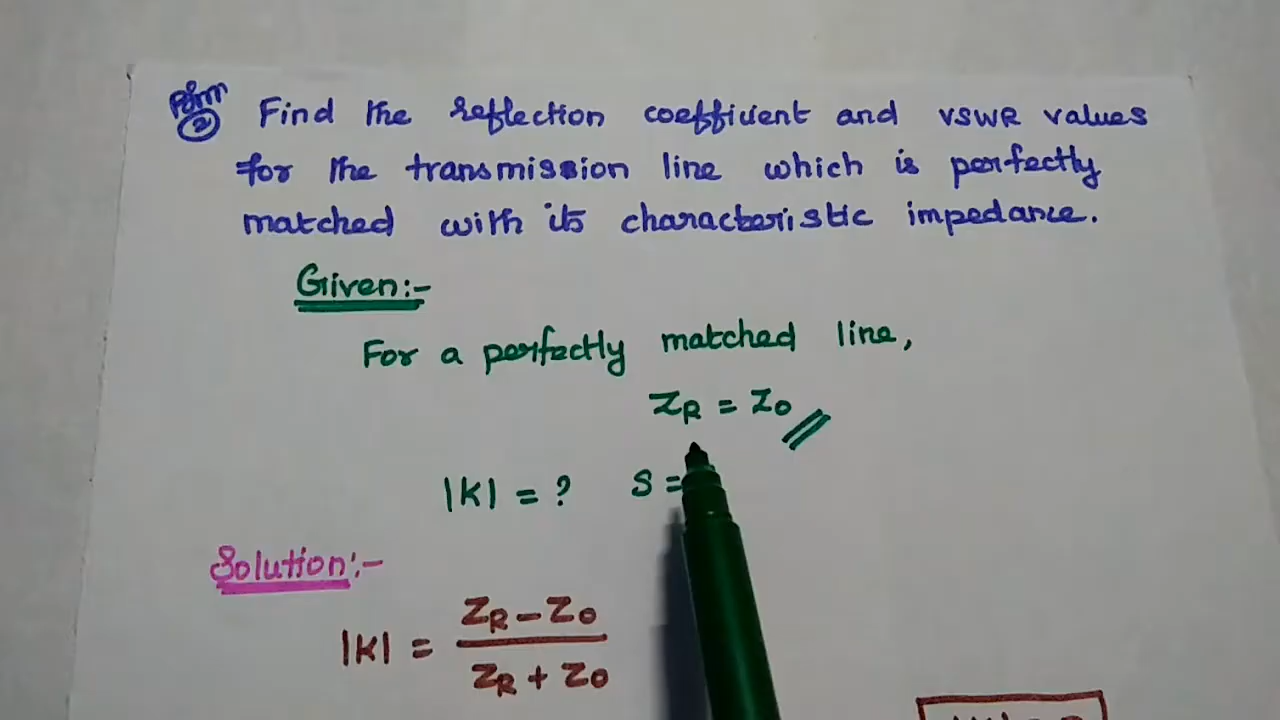 Pbm
2
Find the reflection coefficient and VSWR values
for the transmission line which is perfectly
matched with its characteristic impedance.
Given:-
For a perfectly matched line,
ZR = Z0
|K| = ? S =
Solution:-
|K| = ZR - Z0
ZR + Z0